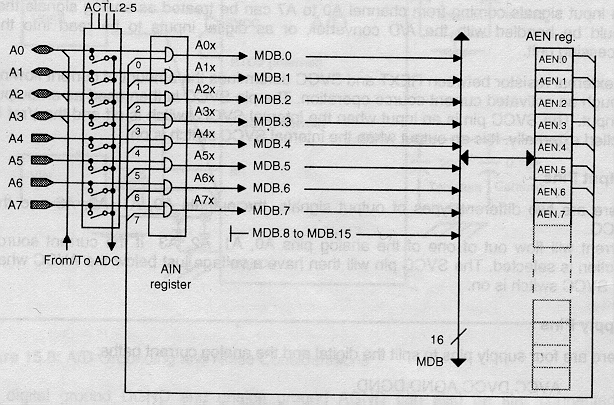 ACTL.2-5
AEN reg.
A0
A1
A2
A3
A4
A5
A6
A7
0
1
2
3
4
5
6
7
A0x
A1x
A2x
A3x
A4x
A5x
A6x
A7x
MDB.0
MDB.1
MDB.2
MDB.3
MDB.4
MDB.5
MDB.6
MDB.7
MDB.8 to MDB.15
AEN.0
AEN.1
AEN.2
AEN.3
AEN.4
AEN.5
AEN.6
AEN.7
From/To ADC
AIN
register
16
MDB